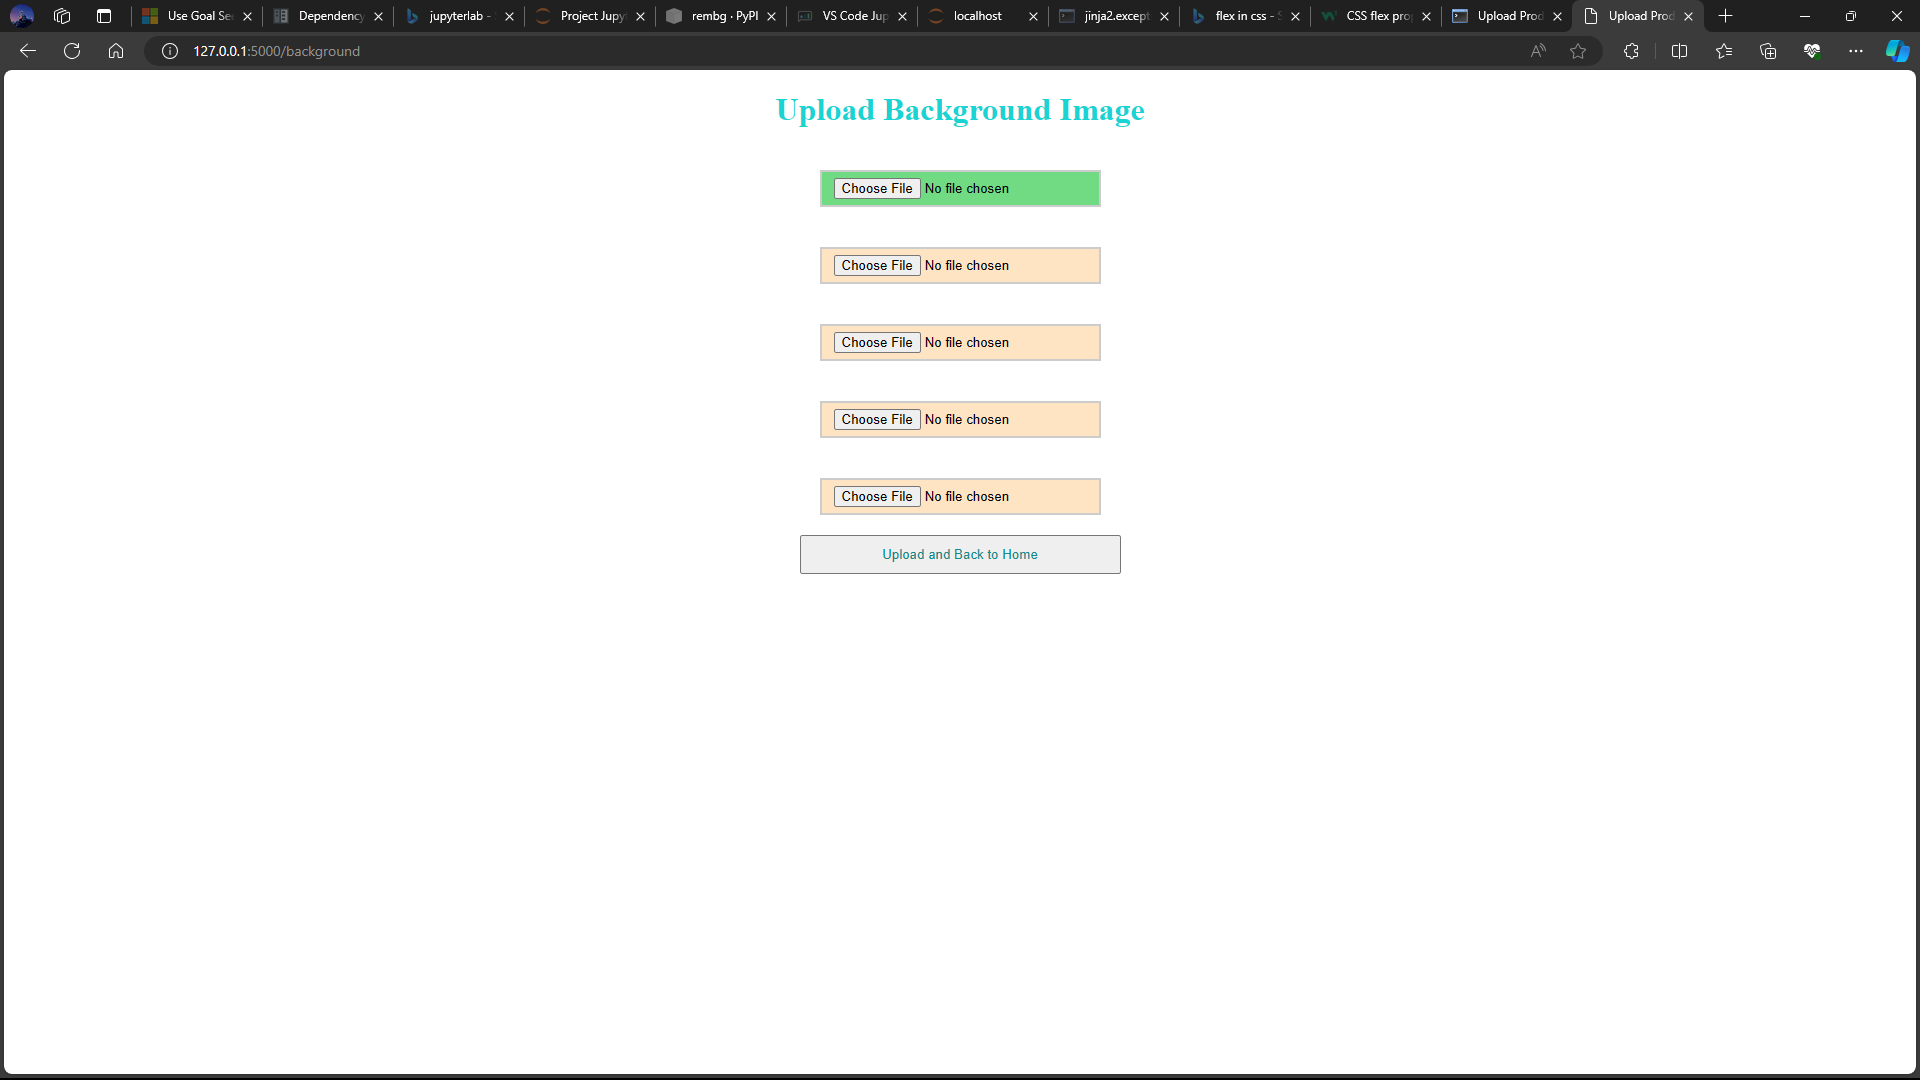 Use Goal Se
Dependency
jupyterlab -
Project Jupy
rembg · PyPI
VS Code Jup
localhost
jinja2.except
flex in css - S
CSS flex pro
Upload Prod
Upload Prod
127.0.0.1:5000/background
Upload Background Image
Choose File No file chosen
Choose File No file chosen
Choose File No file chosen
Choose File No file chosen
Choose File No file chosen
Upload and Back to Home